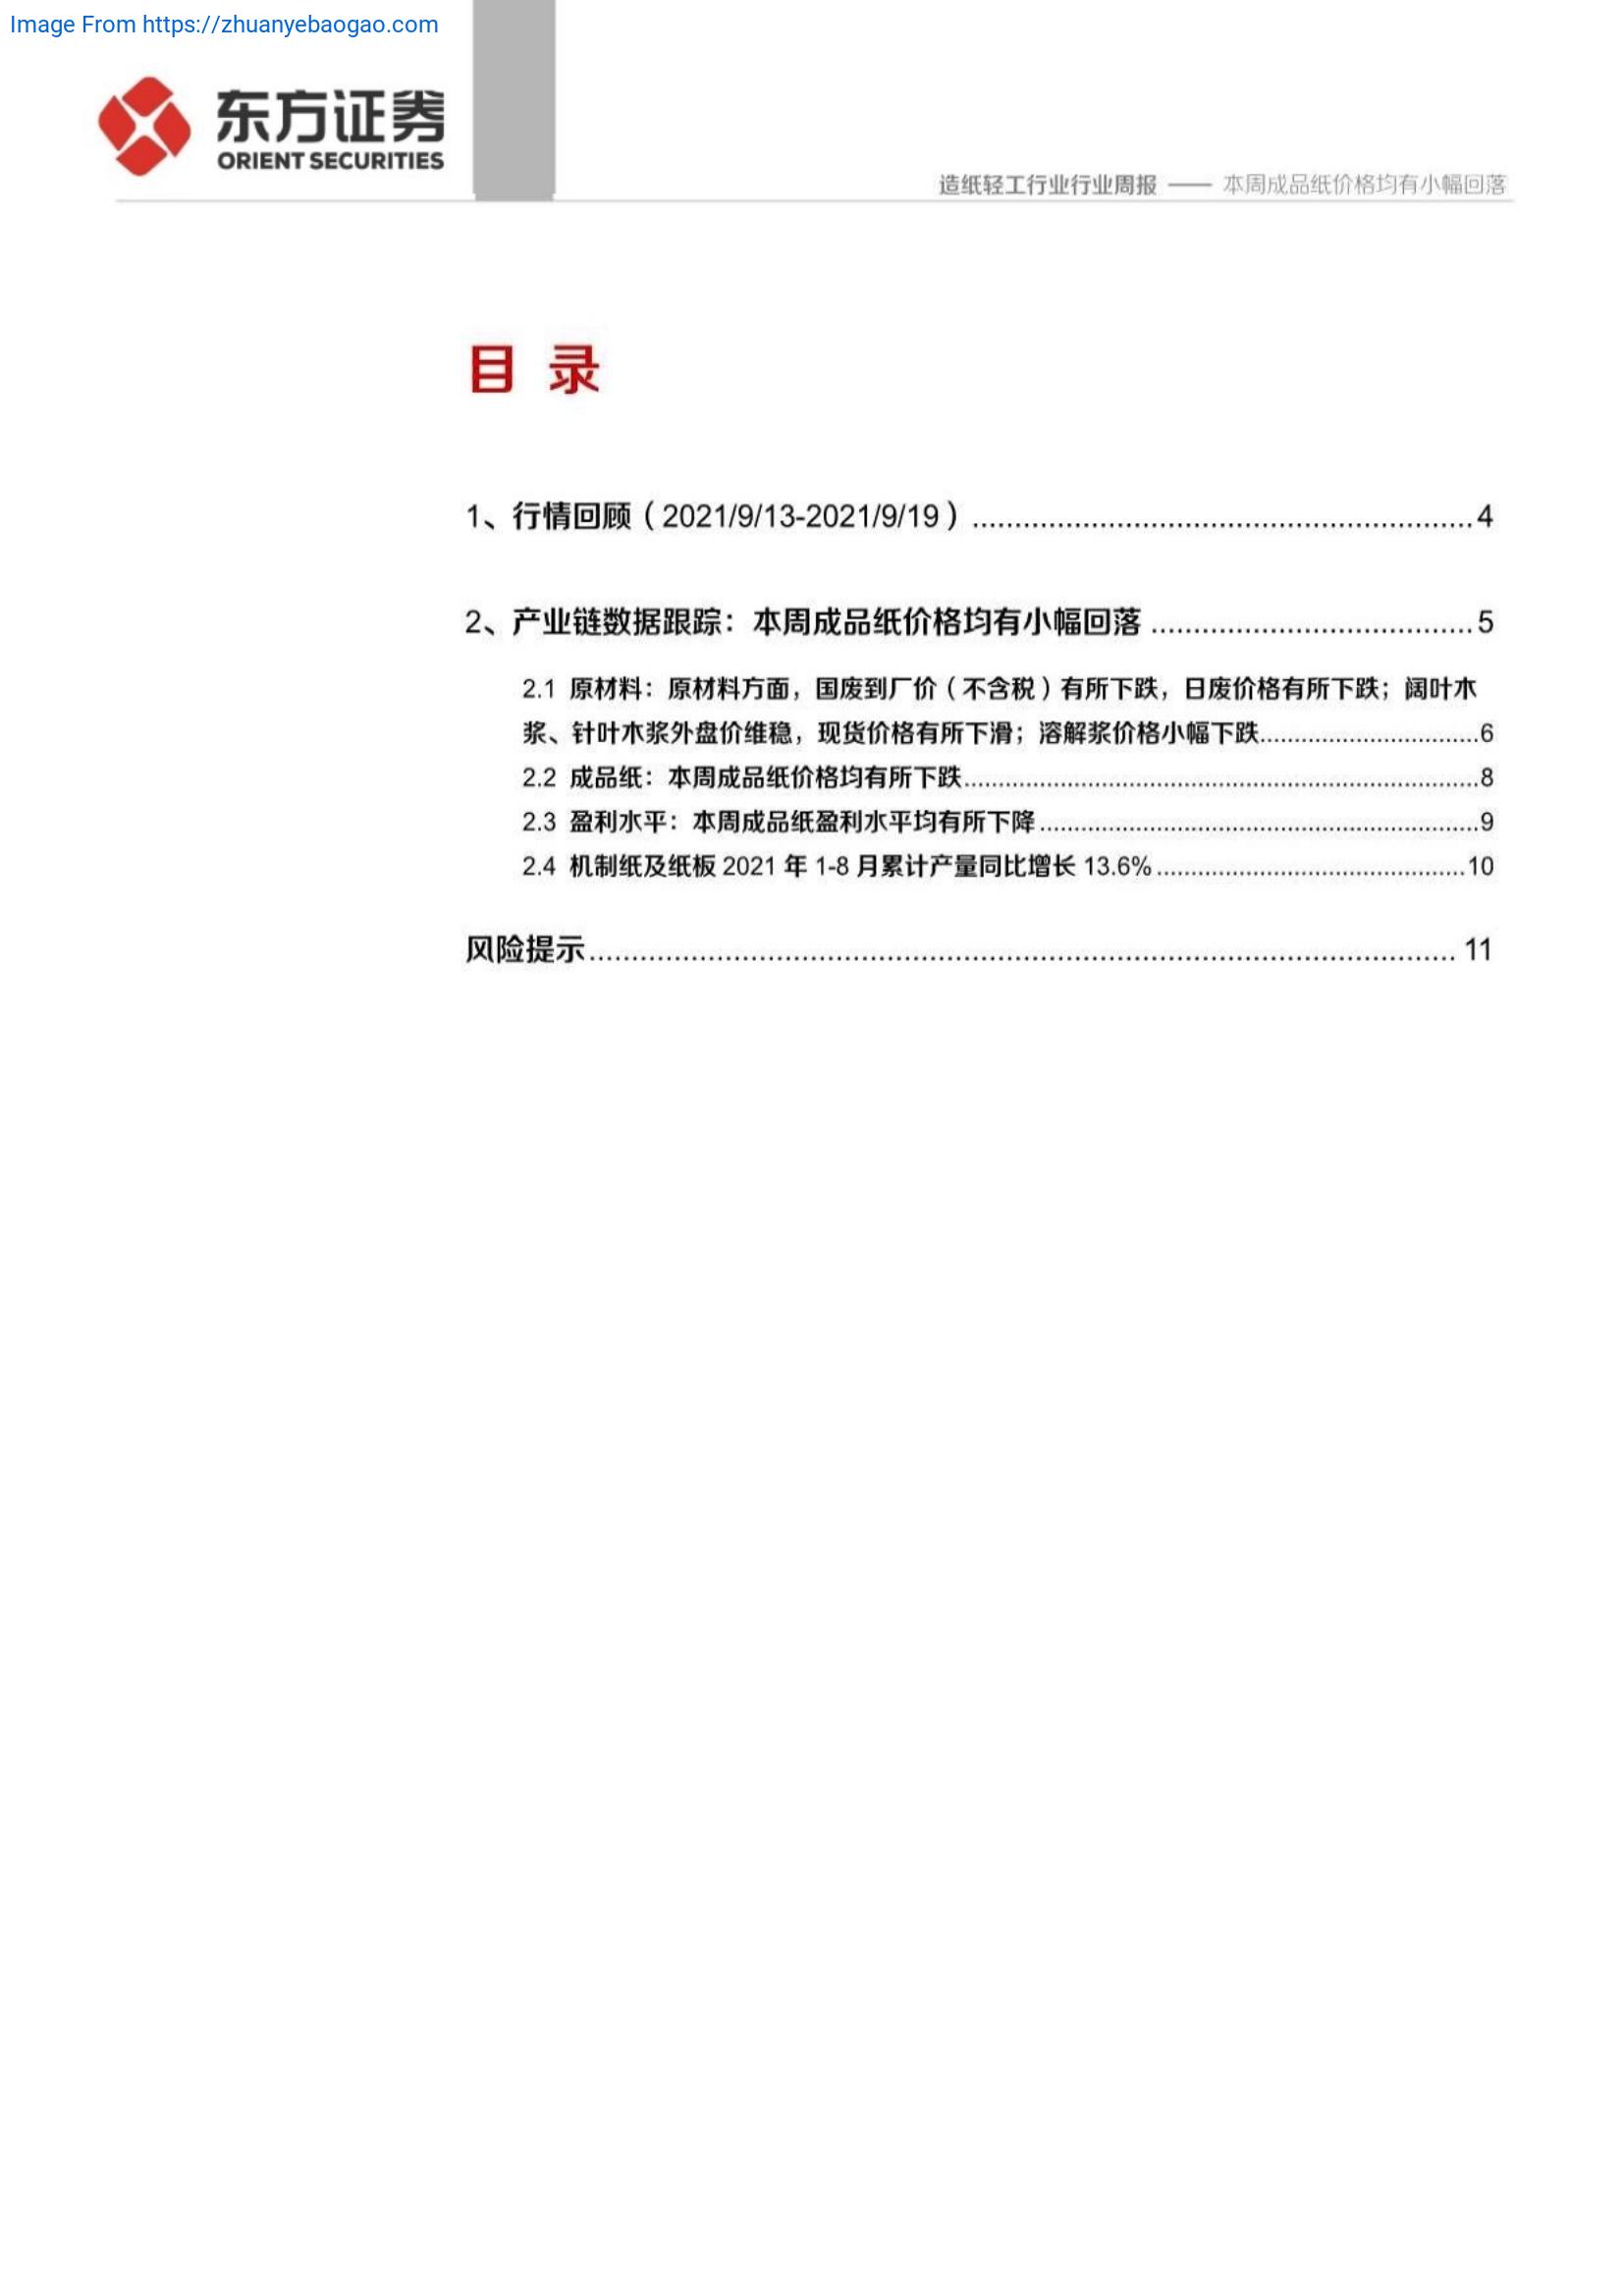 Image From https://zhuanyebaogao.com
东方证券
ORIENT SECURITIES
造纸轻工行业行业周报 —— 本周成品纸价格均有小幅回落
目 录
1、行情回顾（2021/9/13-2021/9/19）............................................................4
2、产业链数据跟踪：本周成品纸价格均有小幅回落......................................5
2.1 原材料：原材料方面，国废到厂价（不含税）有所下跌，日废价格有所下跌；阔叶木
浆、针叶木浆外盘价维稳，现货价格有所下滑；溶解浆价格小幅下跌................................6
2.2 成品纸：本周成品纸价格均有所下跌...........................................................................8
2.3 盈利水平：本周成品纸盈利水平均有所下降................................................................9
2.4 机制纸及纸板 2021 年 1-8 月累计产量同比增长 13.6%.............................................10
风险提示...................................................................................................... 11